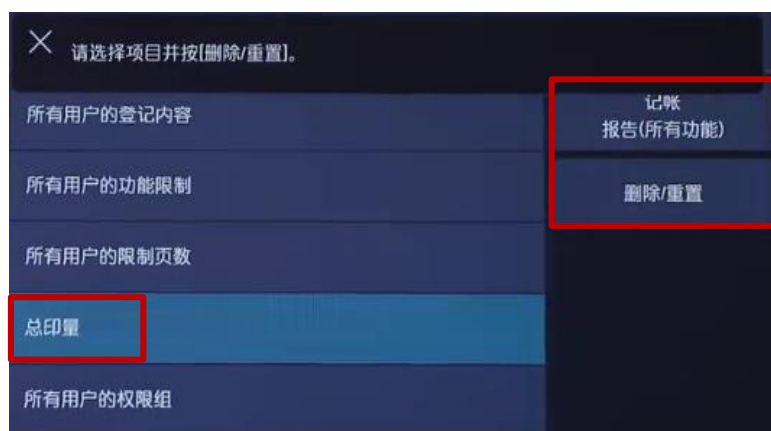 请选择项目并按[删除/重置]。
所有用户的登记内容
记帐
报告(所有功能)
所有用户的功能限制
删除/重置
所有用户的限制页数
总印量
所有用户的权限组